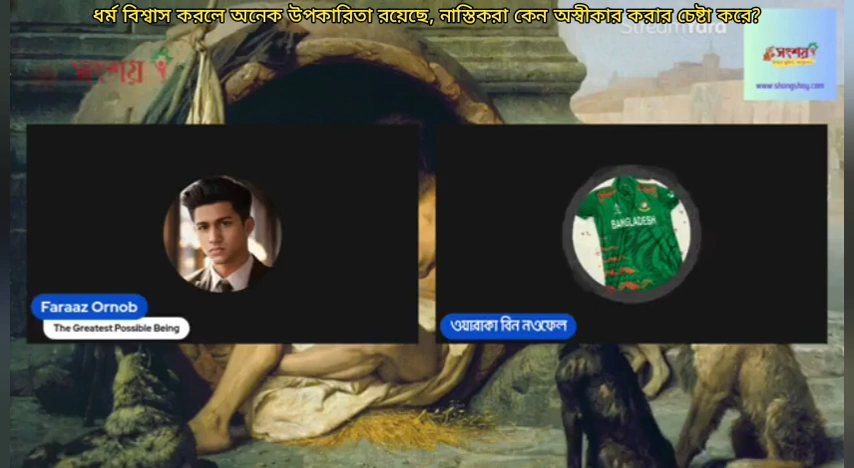 ধর্ম বিশ্বাস করলে অনেক উপকারিতা রয়েছে, নাস্তিকরা কেন অস্বীকার করার চেষ্টা করে?
StreamYard
সংশয়
সংশয়
www.shongshoy.com
BANGLADESH
Faraaz Ornob
The Greatest Possible Being
ওয়ারাকা বিন নওফেল